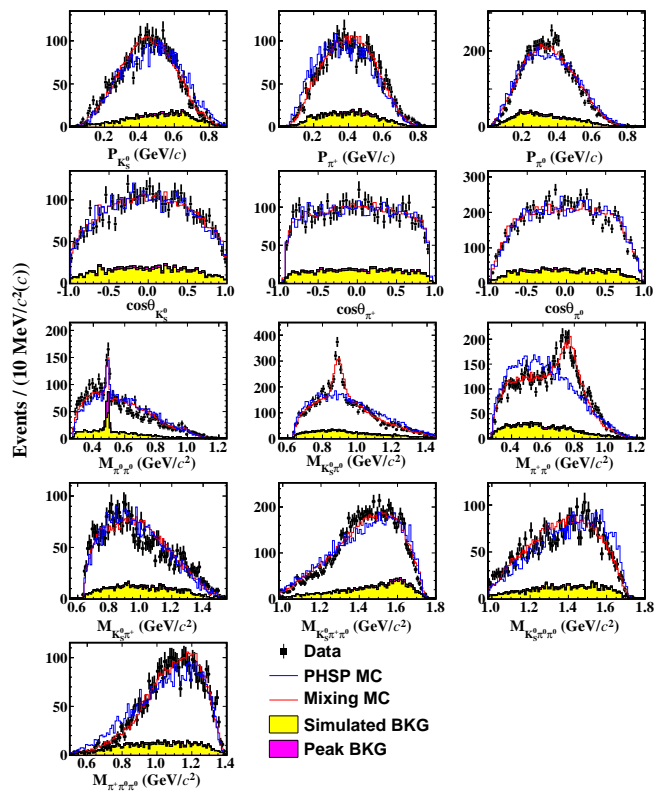 100
50
0
0.2 0.4 0.6 0.8
P_{K_S^0} (GeV/c)
100
50
0
0.2 0.4 0.6 0.8
P_{π^+} (GeV/c)
200
100
0
0.2 0.4 0.6 0.8
P_{π^0} (GeV/c)
Events / (10 MeV/c²(c))
100
50
0
-1.0 -0.5 0.0 0.5 1.0
cosθ_{K_S^0}
100
50
0
-1.0 -0.5 0.0 0.5 1.0
cosθ_{π^+}
300
200
100
0
-1.0 -0.5 0.0 0.5 1.0
cosθ_{π^0}
200
150
100
50
0
0.4 0.6 0.8 1.0 1.2
M_{π^0π^0} (GeV/c²)
400
300
200
100
0
0.6 0.8 1.0 1.2 1.4
M_{K_S^0π^0} (GeV/c²)
200
150
100
50
0
0.4 0.6 0.8 1.0 1.2
M_{π^+π^0} (GeV/c²)
100
50
0
0.6 0.8 1.0 1.2 1.4
M_{K_S^0π^+} (GeV/c²)
200
100
0
1.0 1.2 1.4 1.6 1.8
M_{K_S^0π^+π^0} (GeV/c²)
100
50
0
1.0 1.2 1.4 1.6 1.8
M_{K_S^0π^0π^0} (GeV/c²)
100
50
0
0.6 0.8 1.0 1.2 1.4
M_{π^+π^0π^0} (GeV/c²)
Data
PHSP MC
Mixing MC
Simulated BKG
Peak BKG